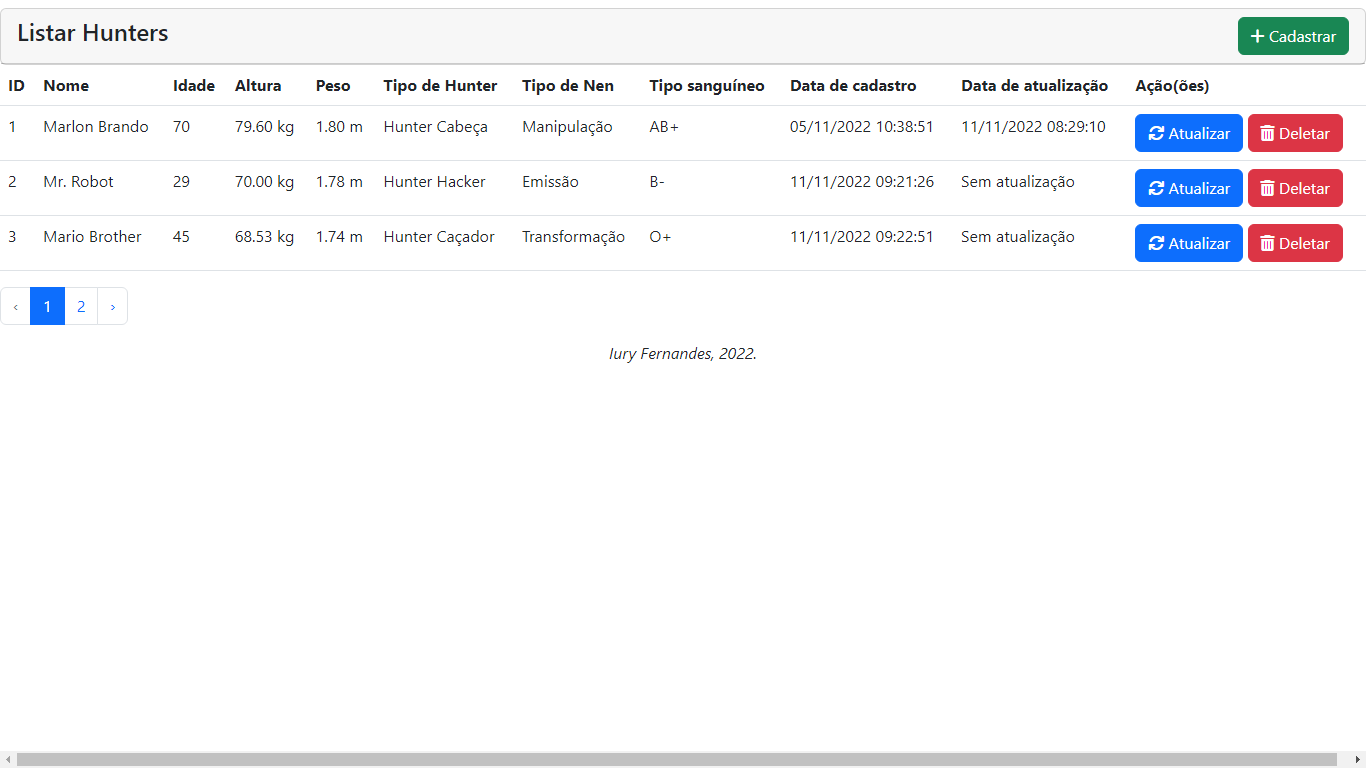 Listar Hunters
+ Cadastrar
ID Nome Idade Altura Peso Tipo de Hunter Tipo de Nen Tipo sanguíneo Data de cadastro Data de atualização Ação(ões)
1 Marlon Brando 70 79.60 kg 1.80 m Hunter Cabeça Manipulação AB+ 05/11/2022 10:38:51 11/11/2022 08:29:10 Atualizar Deletar
2 Mr. Robot 29 70.00 kg 1.78 m Hunter Hacker Emissão B- 11/11/2022 09:21:26 Sem atualização Atualizar Deletar
3 Mario Brother 45 68.53 kg 1.74 m Hunter Caçador Transformação O+ 11/11/2022 09:22:51 Sem atualização Atualizar Deletar
‹ 1 2 ›
Iury Fernandes, 2022.